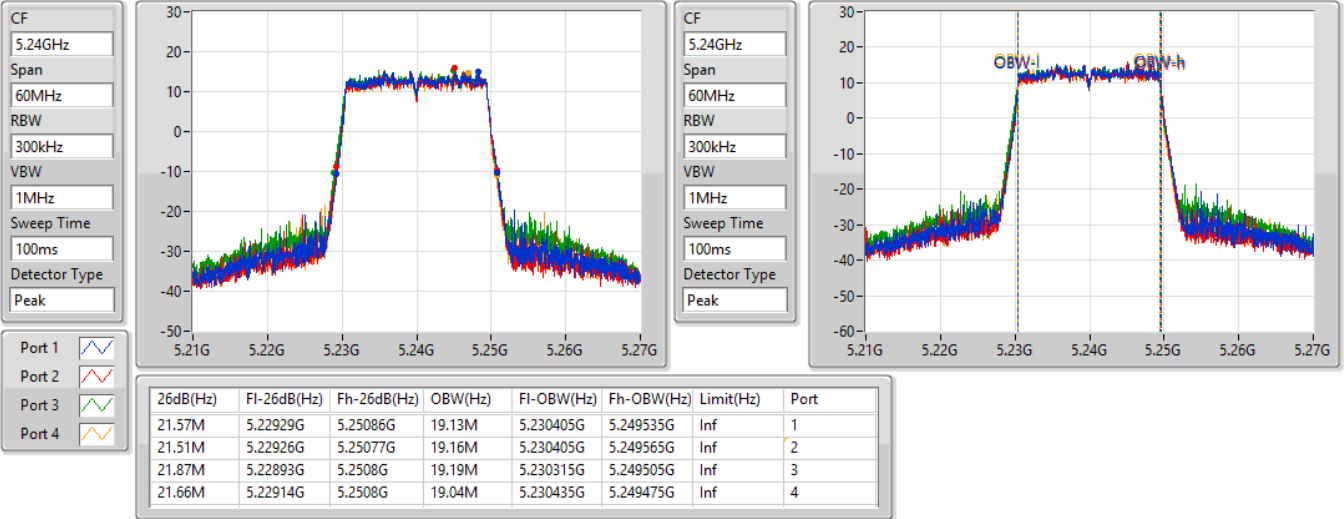 CF
5.24GHz
Span
60MHz
RBW
300kHz
VBW
1MHz
Sweep Time
100ms
Detector Type
Peak
Port 1
Port 2
Port 3
Port 4
30
20
10
0
-10
-20
-30
-40
-50
5.21G 5.22G 5.23G 5.24G 5.25G 5.26G 5.27G
CF
5.24GHz
Span
60MHz
RBW
300kHz
VBW
1MHz
Sweep Time
100ms
Detector Type
Peak
30
20
10
0
-10
-20
-30
-40
-50
-60
OBW-l OBW-h
5.21G 5.22G 5.23G 5.24G 5.25G 5.26G 5.27G
26dB(Hz) Fl-26dB(Hz) Fh-26dB(Hz) OBW(Hz) Fl-OBW(Hz) Fh-OBW(Hz) Limit(Hz) Port
21.57M 5.22929G 5.25086G 19.13M 5.230405G 5.249535G Inf 1
21.51M 5.22926G 5.25077G 19.16M 5.230405G 5.249565G Inf 2
21.87M 5.22893G 5.2508G 19.19M 5.230315G 5.249505G Inf 3
21.66M 5.22914G 5.2508G 19.04M 5.230435G 5.249475G Inf 4